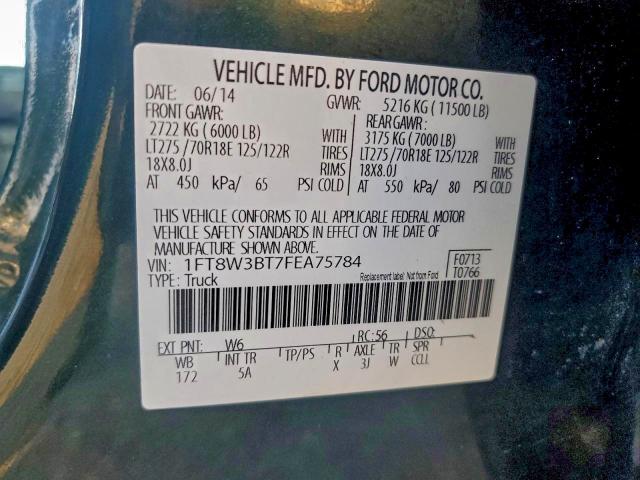 VEHICLE MFD. BY FORD MOTOR CO.
DATE: 06/14 GVWR: 5216 KG (11500 LB)
FRONT GAWR: REAR GAWR:
2722 KG (6000 LB) WITH 3175 KG (7000 LB) WITH
LT275 /70R18E 125/122R TIRES LT275 /70R18E 125/122R TIRES
18X8.0J RIMS 18X8.0J RIMS
AT 450 kPa/ 65 PSI COLD AT 550 kPa/ 80 PSI COLD
THIS VEHICLE CONFORMS TO ALL APPLICABLE FEDERAL MOTOR
VEHICLE SAFETY STANDARDS IN EFFECT ON THE DATE OF
MANUFACTURE SHOWN ABOVE.
VIN: 1FT8W3BT7FEA75784 F0713
TYPE: Truck Replacement label: Not from Ford T0766
EXT PNT: W6 RC: 56 DSO:
WB INT TR TP/PS R AXLE TR SPR
172 5A X 3J W CCLL